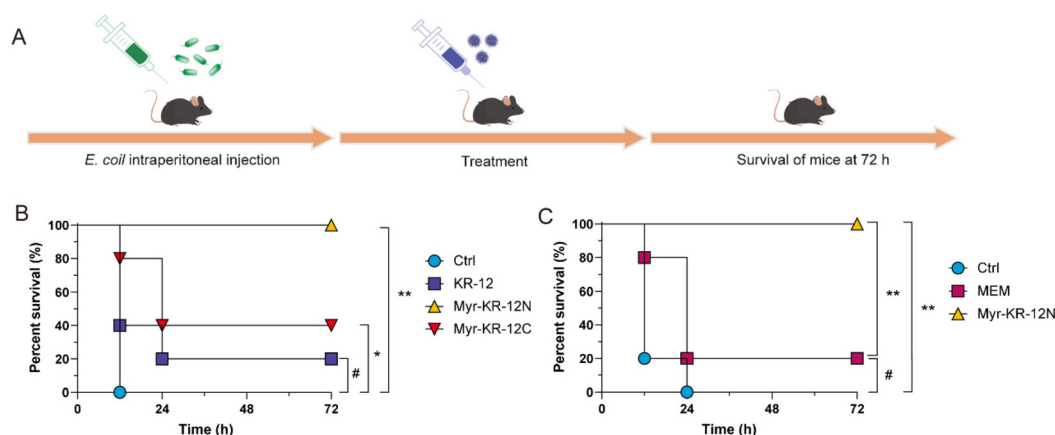 A
E. coil intraperitoneal injection
Treatment
Survival of mice at 72 h
B
Percent survival (%)
100
80
60
40
20
0
0
24
48
72
Time (h)
#
*
**
Ctrl
KR-12
Myr-KR-12N
Myr-KR-12C
C
Percent survival (%)
100
80
60
40
20
0
0
24
48
72
Time (h)
**
#
**
Ctrl
MEM
Myr-KR-12N